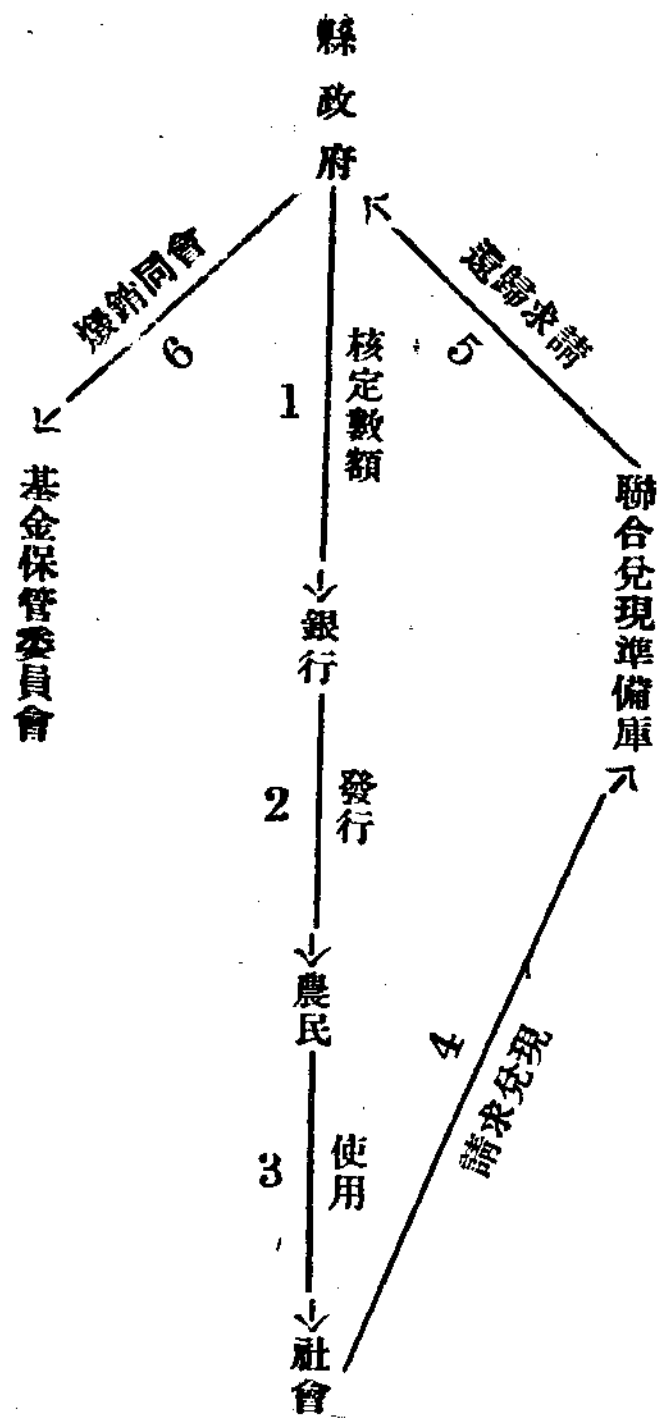 縣政府
1
核定數額
銀行
2
發行
農民
3
使用
社會
4
請求兌現
聯合兌現準備庫
5
還歸求請
6
燬銷同會
基金保管委員會